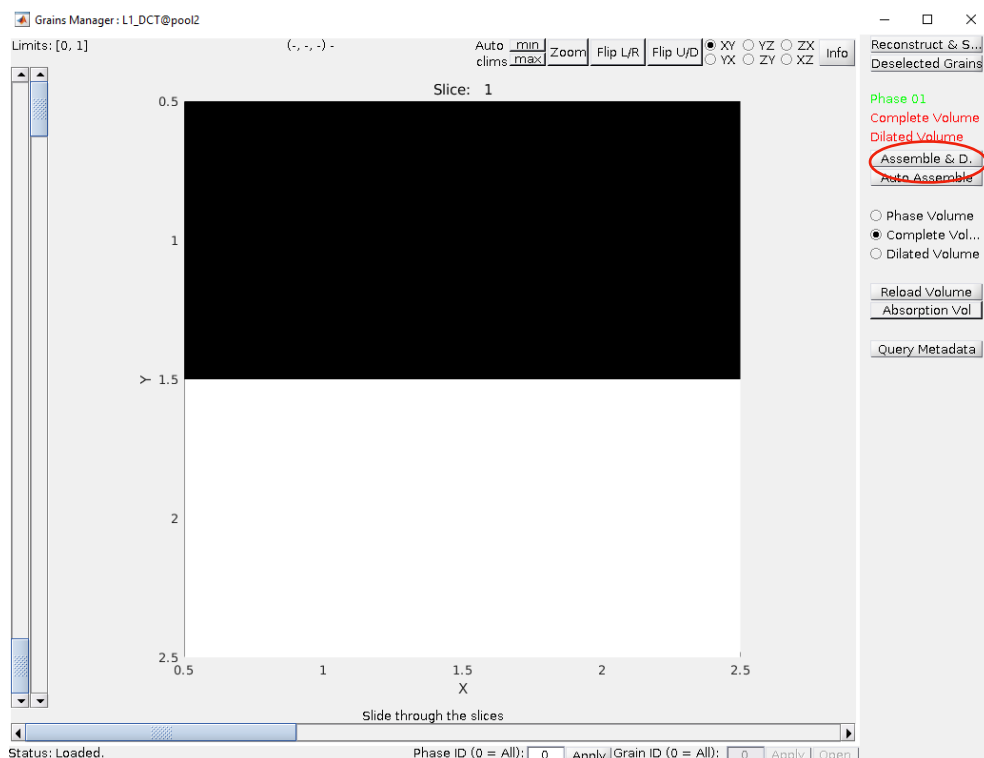 Grains Manager : L1_DCT@pool2
Limits: [0, 1]
(-, -, -) -
Auto clims
min
max
Zoom
Flip L/R
Flip U/D
XY YZ ZX
YX ZY XZ
Info
Slice: 1
0.5
1
1.5
2
2.5
Y
0.5 1 1.5 2 2.5
X
Slide through the slices
Status: Loaded.
Phase ID (0 = All): 0 Apply Grain ID (0 = All): 0 Apply Open
Reconstruct & S...
Deselected Grains
Phase 01
Complete Volume
Dilated Volume
Assemble & D.
Auto Assemble
Phase Volume
Complete Vol...
Dilated Volume
Reload Volume
Absorption Vol
Query Metadata